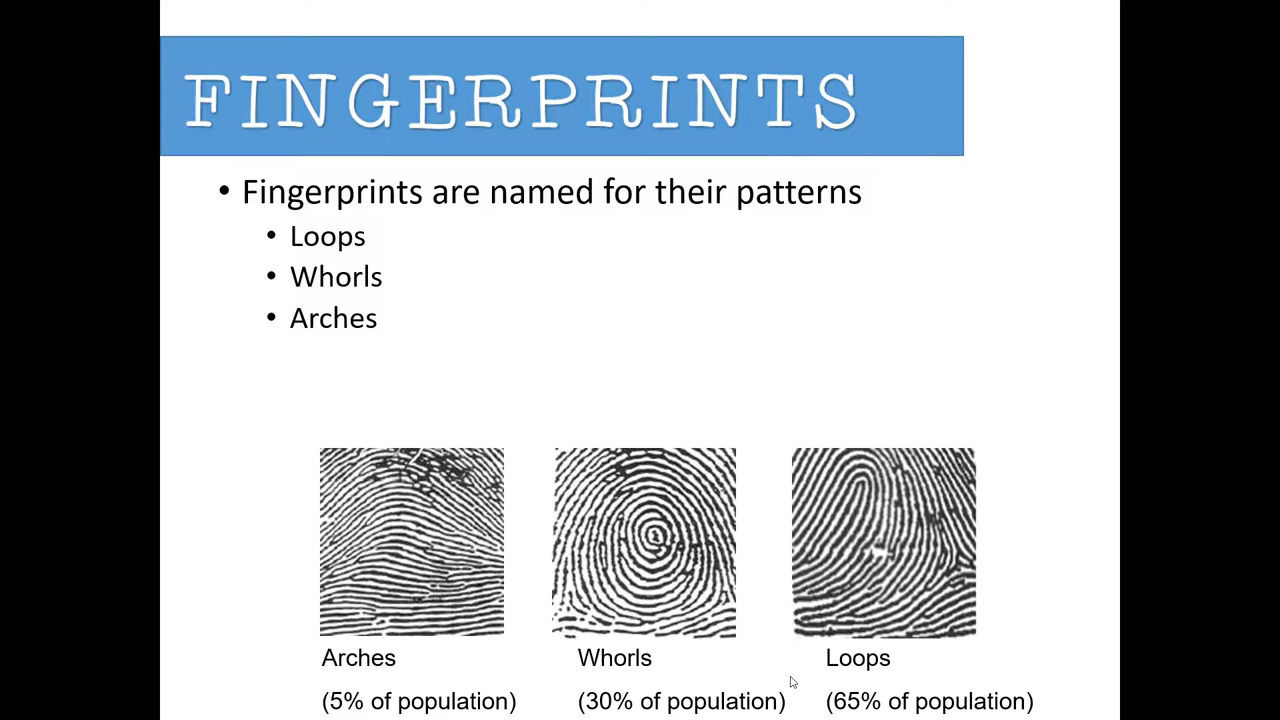 FINGERPRINTS
• Fingerprints are named for their patterns
• Loops
• Whorls
• Arches
Arches
(5% of population)
Whorls
(30% of population)
Loops
(65% of population)